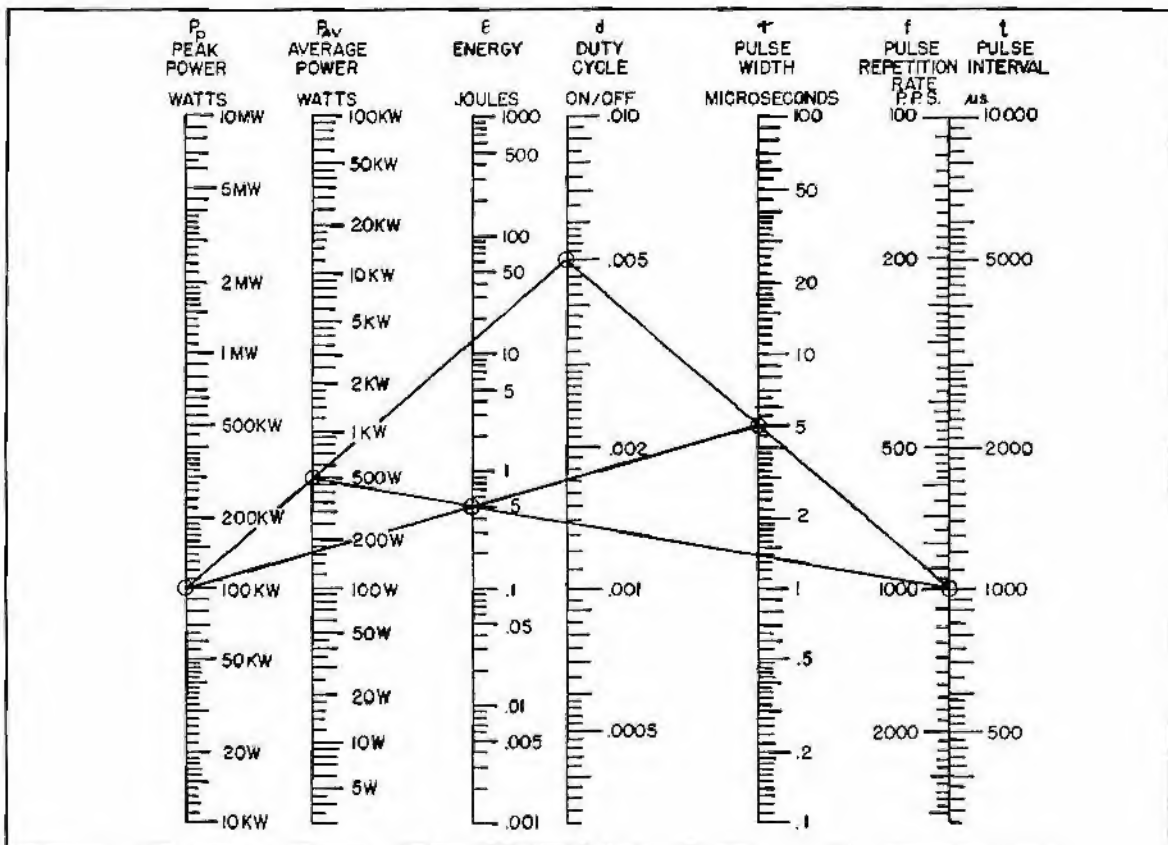 Pp
PEAK
POWER
WATTS
10MW
5MW
2MW
1MW
500KW
200KW
100KW
50KW
20KW
10KW
PAV
AVERAGE
POWER
WATTS
100KW
50KW
20KW
10KW
5KW
2KW
1KW
500W
200W
100W
50W
20W
10W
5W
ε
ENERGY
JOULES
1000
500
100
50
10
5
1
.5
.1
.05
.01
.005
.001
d
DUTY
CYCLE
ON/OFF
.010
.005
.002
.001
.0005
τ
PULSE
WIDTH
MICROSECONDS
100
50
20
10
5
2
1
.5
.2
.1
f
PULSE
REPETITION
RATE
P.P.S.
100
200
500
1000
2000
t
PULSE
INTERVAL
μs
10000
5000
2000
1000
500